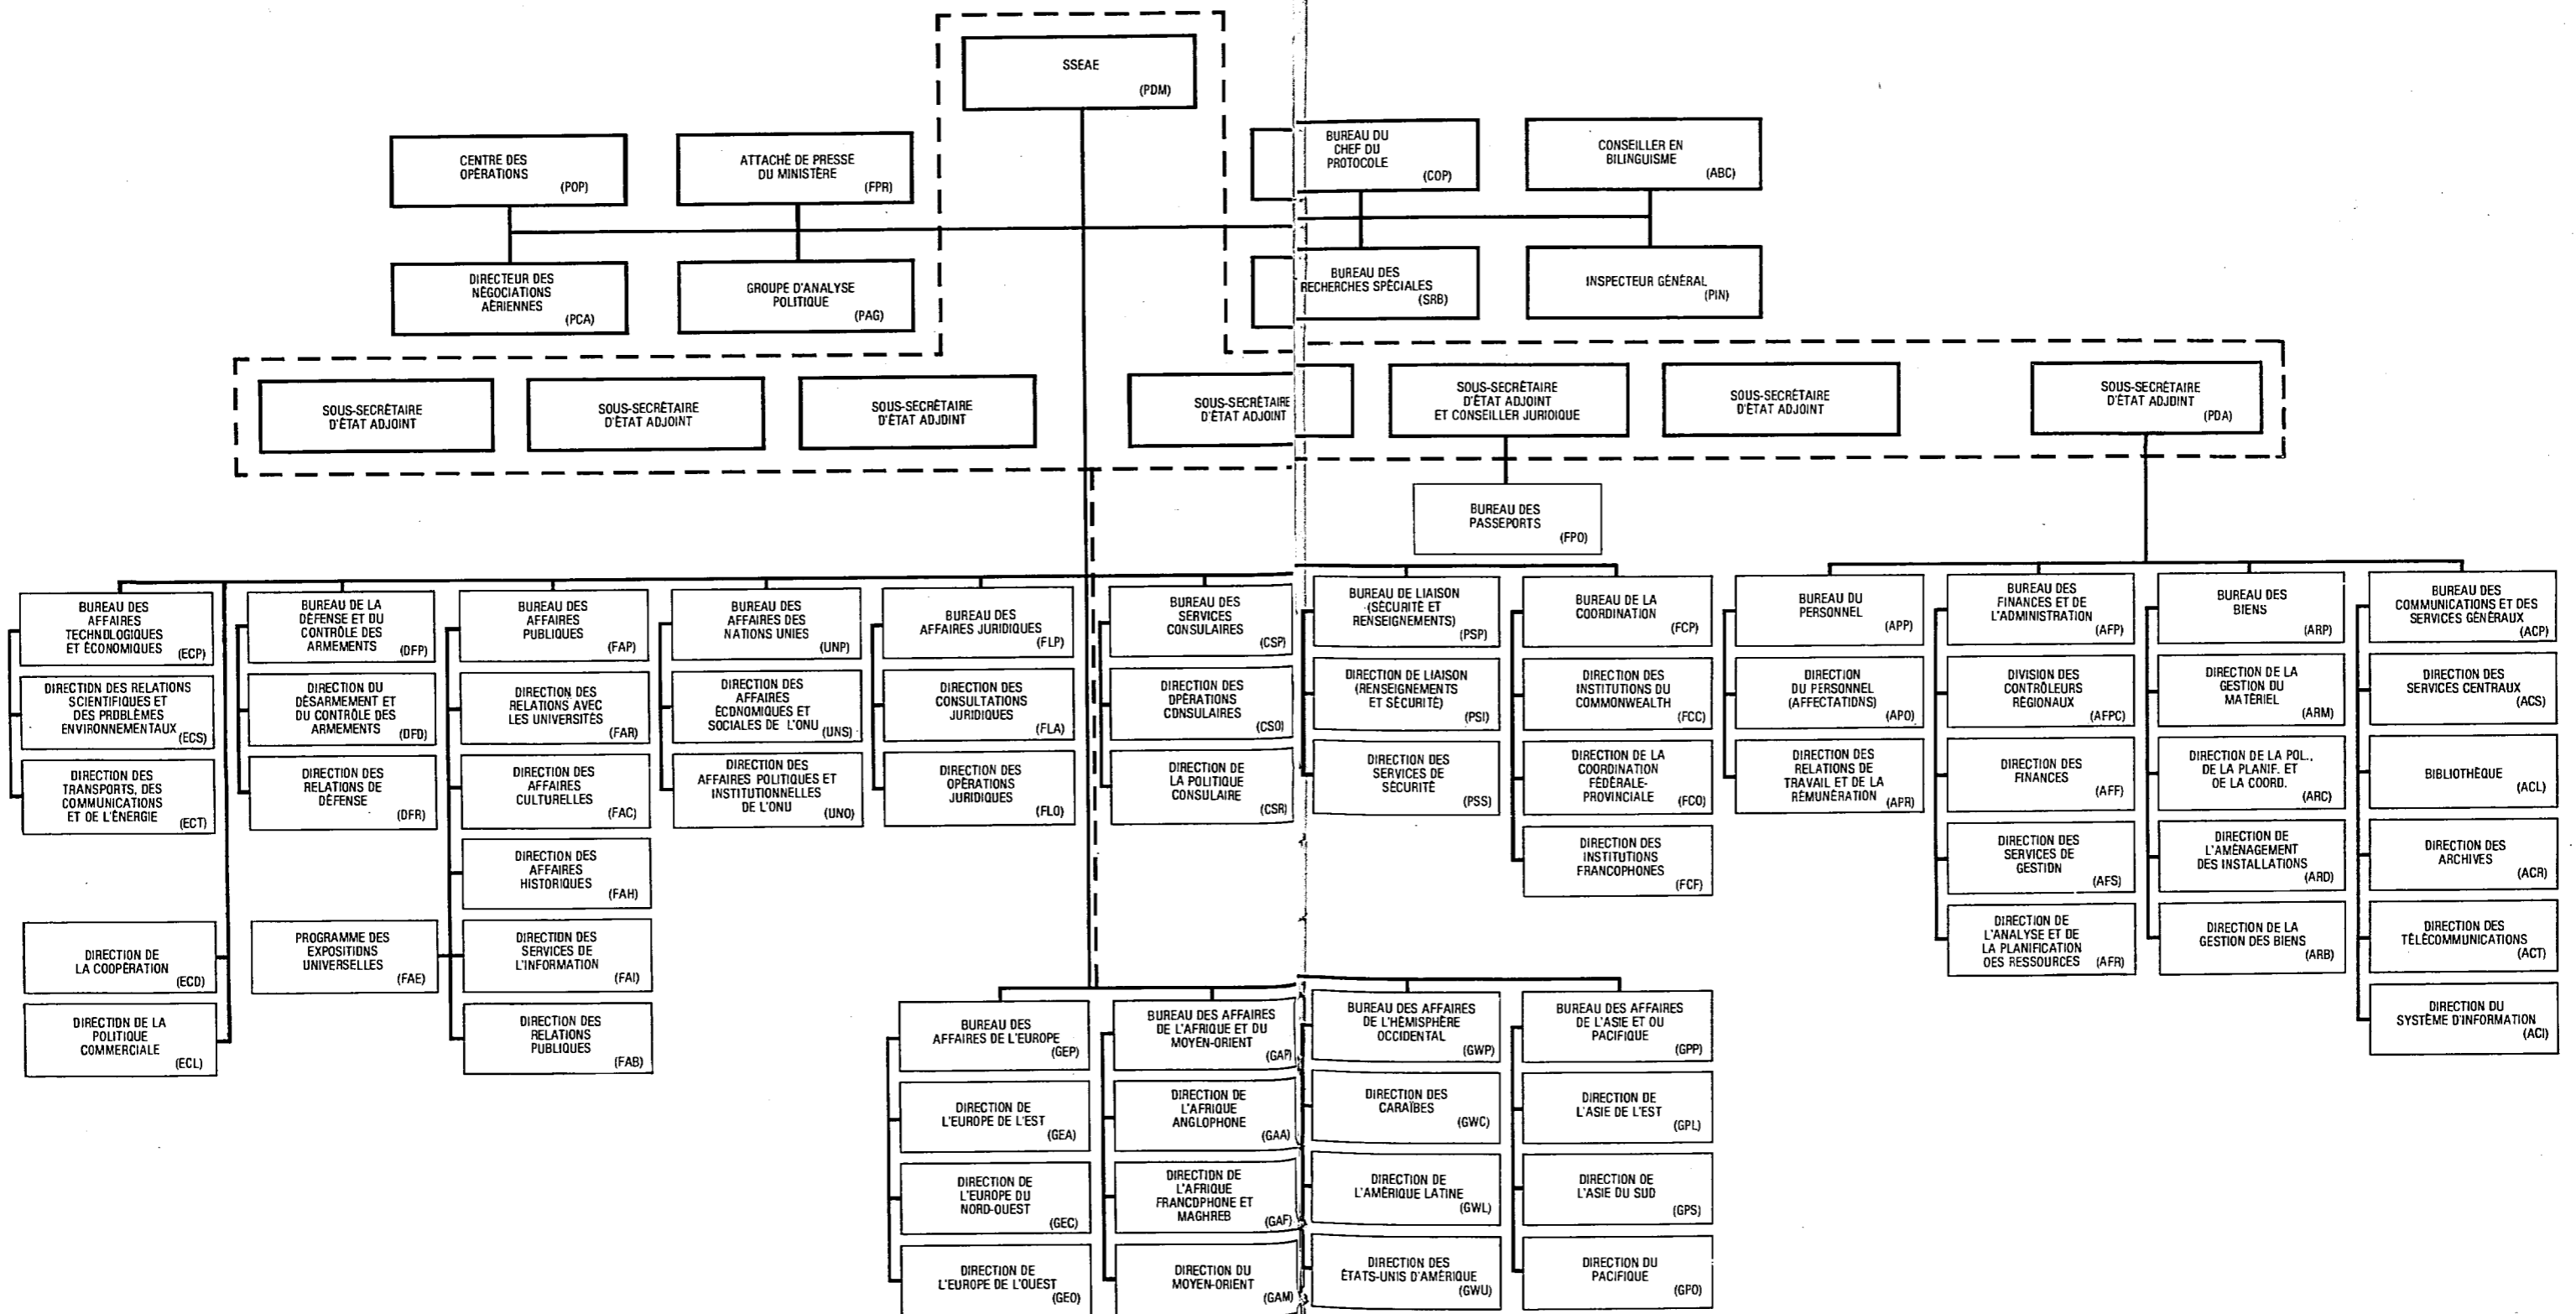 SSEAE
(PDM)
CENTRE DES
OPÉRATIONS
(POP)
ATTACHÉ DE PRESSE
DU MINISTÈRE
(FPR)
BUREAU DU
CHEF DU
PROTOCOLE
(COP)
CONSEILLER EN
BILINGUISME
(ABC)
DIRECTEUR DES
NÉGOCIATIONS
AÉRIENNES
(PCA)
GROUPE D'ANALYSE
POLITIQUE
(PAG)
BUREAU DES
RECHERCHES SPÉCIALES
(SRB)
INSPECTEUR GÉNÉRAL
(PIN)
SOUS-SECRÉTAIRE
D'ÉTAT ADJOINT
SOUS-SECRÉTAIRE
D'ÉTAT ADJOINT
SOUS-SECRÉTAIRE
D'ÉTAT ADJOINT
SOUS-SECRÉTAIRE
D'ÉTAT ADJOINT
SOUS-SECRÉTAIRE
D'ÉTAT ADJOINT
ET CONSEILLER JURIDIQUE
SOUS-SECRÉTAIRE
D'ÉTAT ADJOINT
SOUS-SECRÉTAIRE
D'ÉTAT ADJOINT
(PDA)
BUREAU DES
PASSEPORTS
(FPO)
BUREAU DES
AFFAIRES
TECHNOLOGIQUES
ET ÉCONOMIQUES (ECP)
DIRECTION DES RELATIONS
SCIENTIFIQUES ET
DES PROBLÈMES
ENVIRONNEMENTAUX (ECS)
DIRECTION DES
TRANSPORTS, DES
COMMUNICATIONS
ET DE L'ÉNERGIE (ECT)
DIRECTION DE
LA COOPÉRATION
(ECD)
DIRECTION DE LA
POLITIQUE
COMMERCIALE
(ECL)
BUREAU DE LA
DÉFENSE ET DU
CONTRÔLE DES
ARMEMENTS (DFP)
DIRECTION DU
DÉSARMEMENT ET
DU CONTRÔLE DES
ARMEMENTS (DFD)
DIRECTION DES
RELATIONS DE
DÉFENSE
(DFR)
PROGRAMME DES
EXPOSITIONS
UNIVERSELLES
(FAE)
BUREAU DES
AFFAIRES
PUBLIQUES
(FAP)
DIRECTION DES
RELATIONS AVEC
LES UNIVERSITÉS
(FAR)
DIRECTION DES
AFFAIRES
CULTURELLES
(FAC)
DIRECTION DES
AFFAIRES
HISTORIQUES
(FAH)
DIRECTION DES
SERVICES DE
L'INFORMATION
(FAI)
DIRECTION DES
RELATIONS
PUBLIQUES
(FAB)
BUREAU DES
AFFAIRES DES
NATIONS UNIES
(UNP)
DIRECTION DES
AFFAIRES
ÉCONOMIQUES ET
SOCIALES DE L'ONU (UNS)
DIRECTION DES
AFFAIRES POLITIQUES ET
INSTITUTIONNELLES
DE L'ONU (UNO)
BUREAU DES
AFFAIRES JURIDIQUES
(FLP)
DIRECTION DES
CONSULTATIONS
JURIDIQUES
(FLA)
DIRECTION DES
OPÉRATIONS
JURIDIQUES
(FLO)
BUREAU DES
SERVICES
CONSULAIRES
(CSP)
DIRECTION DES
OPÉRATIONS
CONSULAIRES
(CSO)
DIRECTION DE
LA POLITIQUE
CONSULAIRE
(CSR)
BUREAU DE LIAISON
(SÉCURITÉ ET
RENSEIGNEMENTS)
(PSP)
DIRECTION DE LIAISON
(RENSEIGNEMENTS
ET SÉCURITÉ)
(PSI)
DIRECTION DES
SERVICES DE
SÉCURITÉ
(PSS)
BUREAU DE LA
COORDINATION
(FCP)
DIRECTION DES
INSTITUTIONS DU
COMMONWEALTH
(FCC)
DIRECTION DE LA
COORDINATION
FÉDÉRALE-
PROVINCIALE (FCO)
DIRECTION DES
INSTITUTIONS
FRANCOPHONES
(FCF)
BUREAU DU
PERSONNEL
(APP)
DIRECTION
DU PERSONNEL
(AFFECTATIONS)
(APO)
DIRECTION DES
RELATIONS DE
TRAVAIL ET DE LA
RÉMUNÉRATION (APR)
BUREAU DES
FINANCES ET DE
L'ADMINISTRATION
(AFP)
DIVISION DES
CONTRÔLEURS
RÉGIONAUX
(AFPC)
DIRECTION DES
FINANCES
(AFF)
DIRECTION DES
SERVICES DE
GESTION
(AFS)
DIRECTION DE
L'ANALYSE ET DE
LA PLANIFICATION
DES RESSOURCES (AFR)
BUREAU DES
BIENS
(ARP)
DIRECTION DE LA
GESTION DU
MATÉRIEL
(ARM)
DIRECTION DE LA POL.,
DE LA PLANIF. ET
DE LA COORD.
(ARC)
DIRECTION DE
L'AMÉNAGEMENT
DES INSTALLATIONS
(ARD)
DIRECTION DE LA
GESTION DES BIENS
(ARB)
BUREAU DES
COMMUNICATIONS ET DES
SERVICES GÉNÉRAUX
(ACP)
DIRECTION DES
SERVICES CENTRAUX
(ACS)
BIBLIOTHÈQUE
(ACL)
DIRECTION DES
ARCHIVES
(ACR)
DIRECTION DES
TÉLÉCOMMUNICATIONS
(ACT)
DIRECTION DU
SYSTÈME D'INFORMATION
(ACI)
BUREAU DES
AFFAIRES DE L'EUROPE
(GEP)
DIRECTION DE
L'EUROPE DE L'EST
(GEA)
DIRECTION DE
L'EUROPE DU
NORD-OUEST
(GEC)
DIRECTION DE
L'EUROPE DE L'OUEST
(GEO)
BUREAU DES AFFAIRES
DE L'AFRIQUE ET DU
MOYEN-ORIENT
(GAP)
DIRECTION DE
L'AFRIQUE
ANGLOPHONE
(GAA)
DIRECTION DE
L'AFRIQUE
FRANCOPHONE ET
MAGHREB
(GAF)
DIRECTION DU
MOYEN-ORIENT
(GAM)
BUREAU DES AFFAIRES
DE L'HÉMISPHÈRE
OCCIDENTAL
(GWP)
DIRECTION DES
CARAÏBES
(GWC)
DIRECTION DE
L'AMÉRIQUE LATINE
(GWL)
DIRECTION DES
ÉTATS-UNIS D'AMÉRIQUE
(GWU)
BUREAU DES AFFAIRES
DE L'ASIE ET DU
PACIFIQUE
(GPP)
DIRECTION DE
L'ASIE DE L'EST
(GPL)
DIRECTION DE
L'ASIE DU SUD
(GPS)
DIRECTION DU
PACIFIQUE
(GPO)